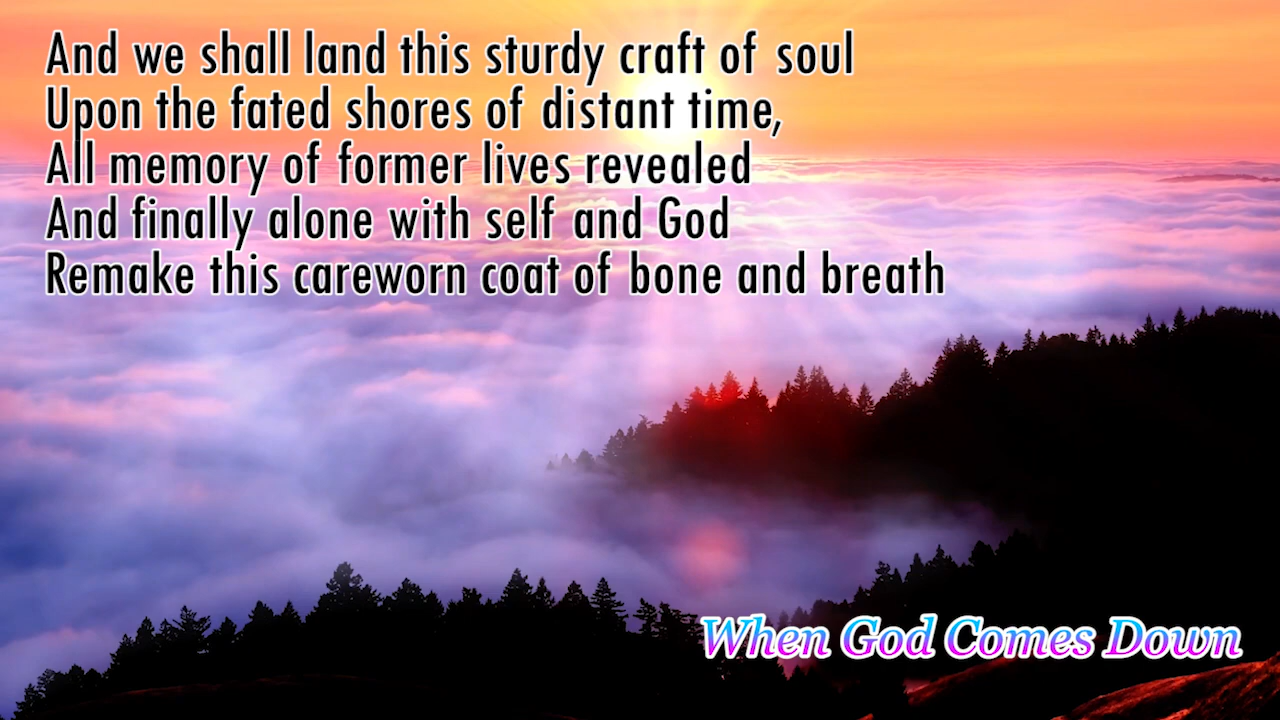 And we shall land this sturdy craft of soul
Upon the fated shores of distant time,
All memory of former lives revealed
And finally alone with self and God
Remake this careworn coat of bone and breath
When God Comes Down